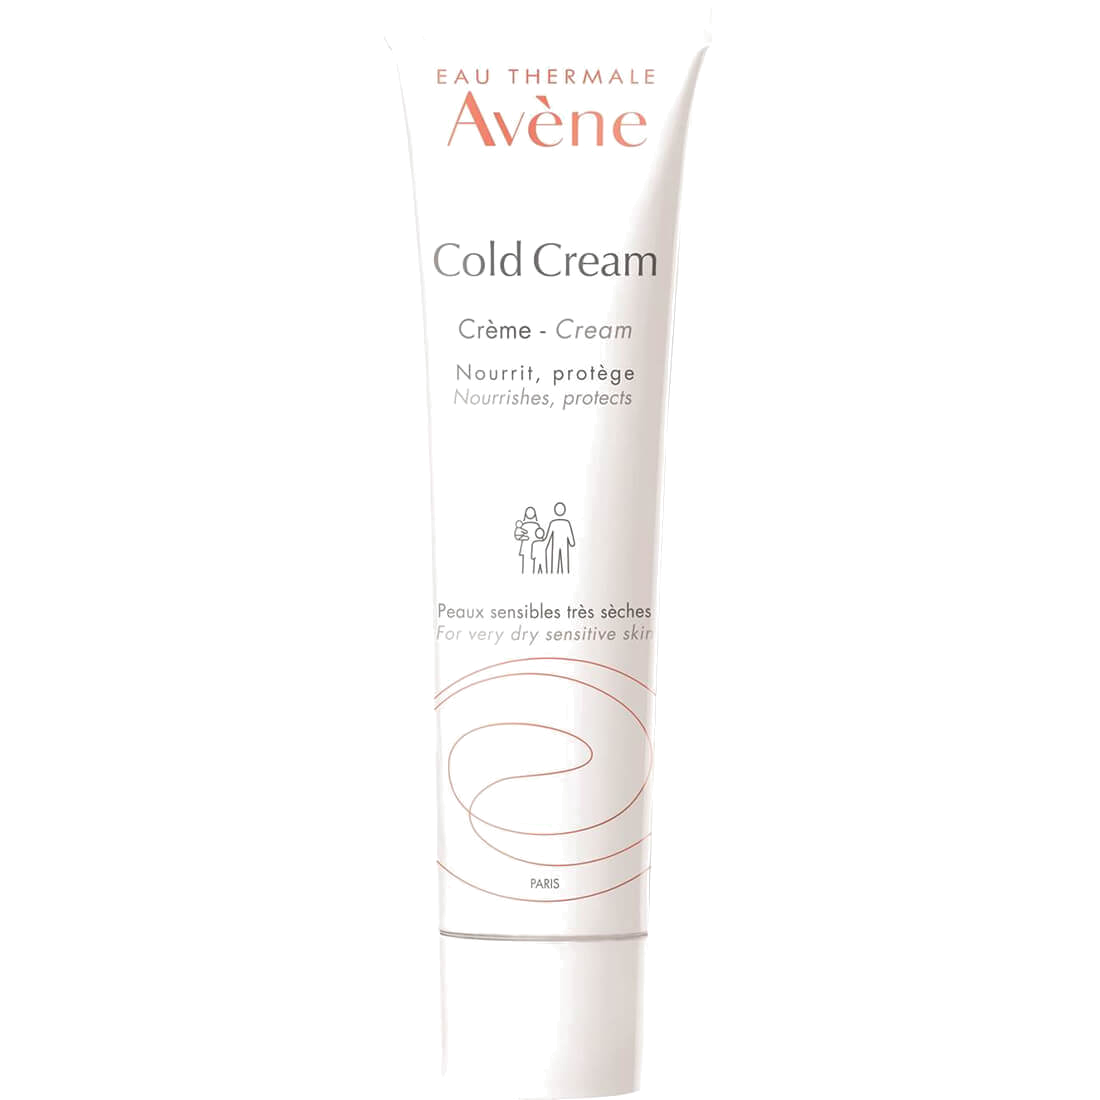 EAU THERMALE
Avène
Cold Cream
Crème - Cream
Nourrit, protège
Nourrishes, protects
Peaux sensibles très sèches
For very dry sensitive skin
PARIS